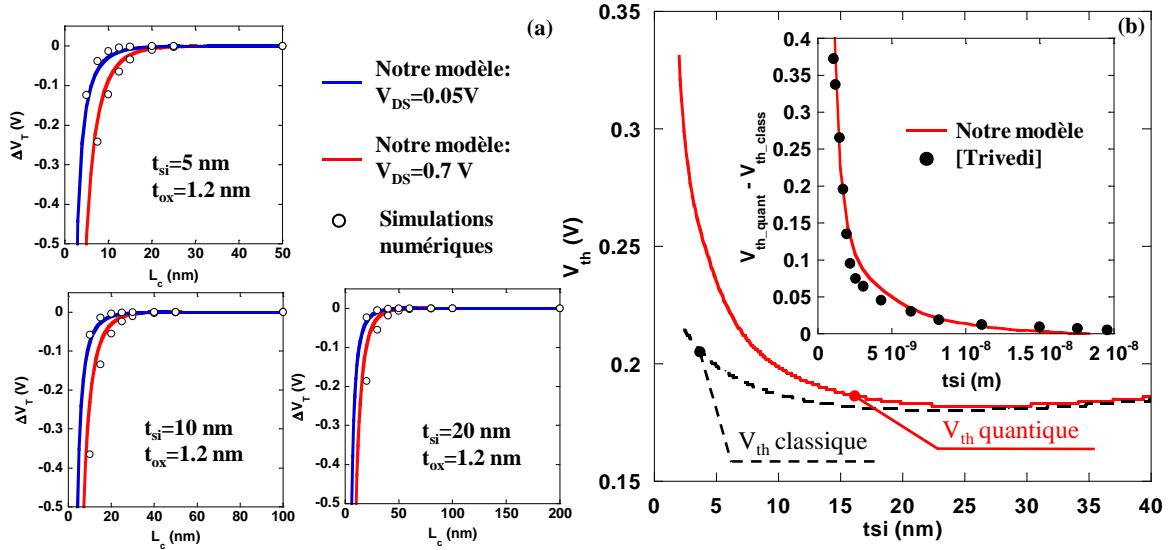 (a)
0
-0.1
-0.2
-0.3
-0.4
-0.5
ΔV_T (V)
t_si=5 nm
t_ox=1.2 nm
0 10 20 30 40 50
L_c (nm)
Notre modèle:
V_DS=0.05V
Notre modèle:
V_DS=0.7 V
Simulations
numériques
0
-0.1
-0.2
-0.3
-0.4
-0.5
ΔV_T (V)
t_si=10 nm
t_ox=1.2 nm
0 20 40 60 80 100
L_c (nm)
0
-0.1
-0.2
-0.3
-0.4
-0.5
ΔV_T (V)
t_si=20 nm
t_ox=1.2 nm
0 50 100 150 200
L_c (nm)
(b)
0.35
0.3
0.25
0.2
0.15
V_th (V)
0 5 10 15 20 25 30 35 40
tsi (nm)
V_th classique
V_th quantique
0.4
0.35
0.3
0.25
0.2
0.15
0.1
0.05
0
V_th_quant - V_th_class
Notre modèle
[Trivedi]
0 5 10^-9 1 10^-8 1.5 10^-8 2 10^-8
tsi (m)